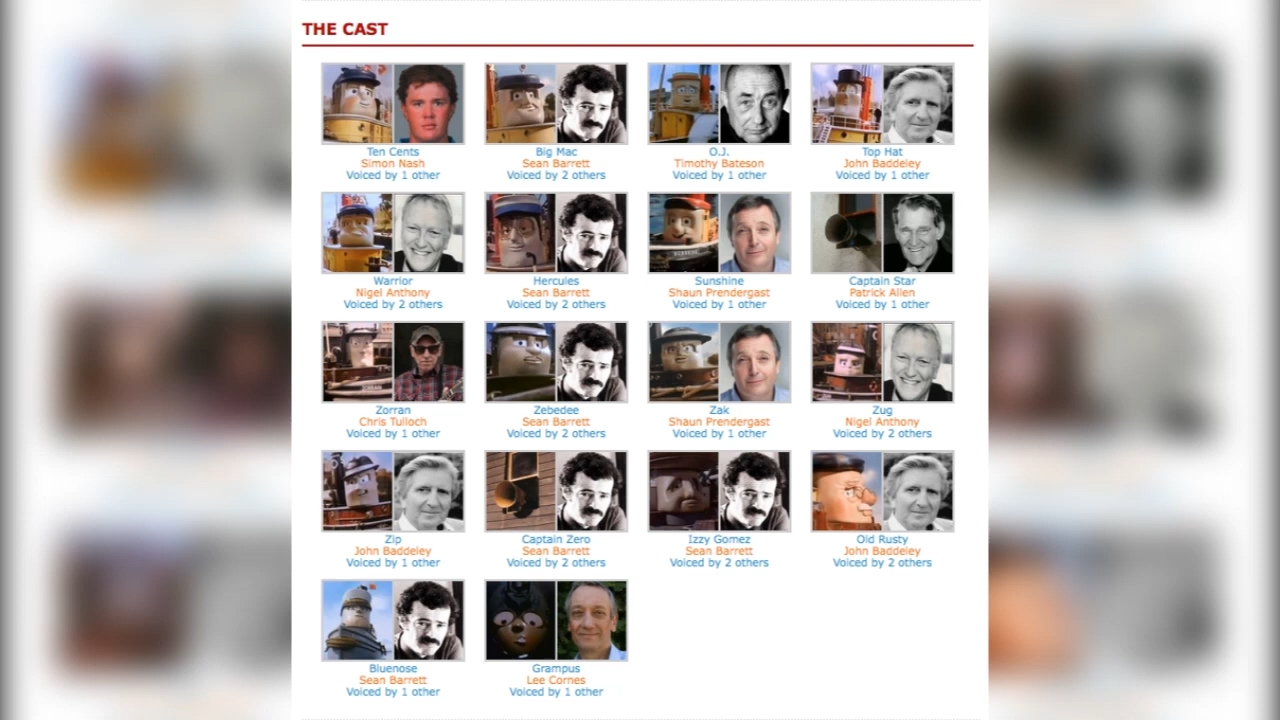 THE CAST
Ten Cents
Simon Nash
Voiced by 1 other
Big Mac
Sean Barrett
Voiced by 2 others
O.J.
Timothy Bateson
Voiced by 1 other
Top Hat
John Baddeley
Voiced by 1 other
Warrior
Nigel Anthony
Voiced by 2 others
Hercules
Sean Barrett
Voiced by 2 others
Sunshine
Shaun Prendergast
Voiced by 1 other
Captain Star
Patrick Allen
Voiced by 1 other
Zorran
Chris Tulloch
Voiced by 1 other
Zebedee
Sean Barrett
Voiced by 2 others
Zak
Shaun Prendergast
Voiced by 1 other
Zug
Nigel Anthony
Voiced by 2 others
Zip
John Baddeley
Voiced by 1 other
Captain Zero
Sean Barrett
Voiced by 2 others
Izzy Gomez
Sean Barrett
Voiced by 2 others
Old Rusty
John Baddeley
Voiced by 2 others
Bluenose
Sean Barrett
Voiced by 1 other
Grampus
Lee Cornes
Voiced by 1 other